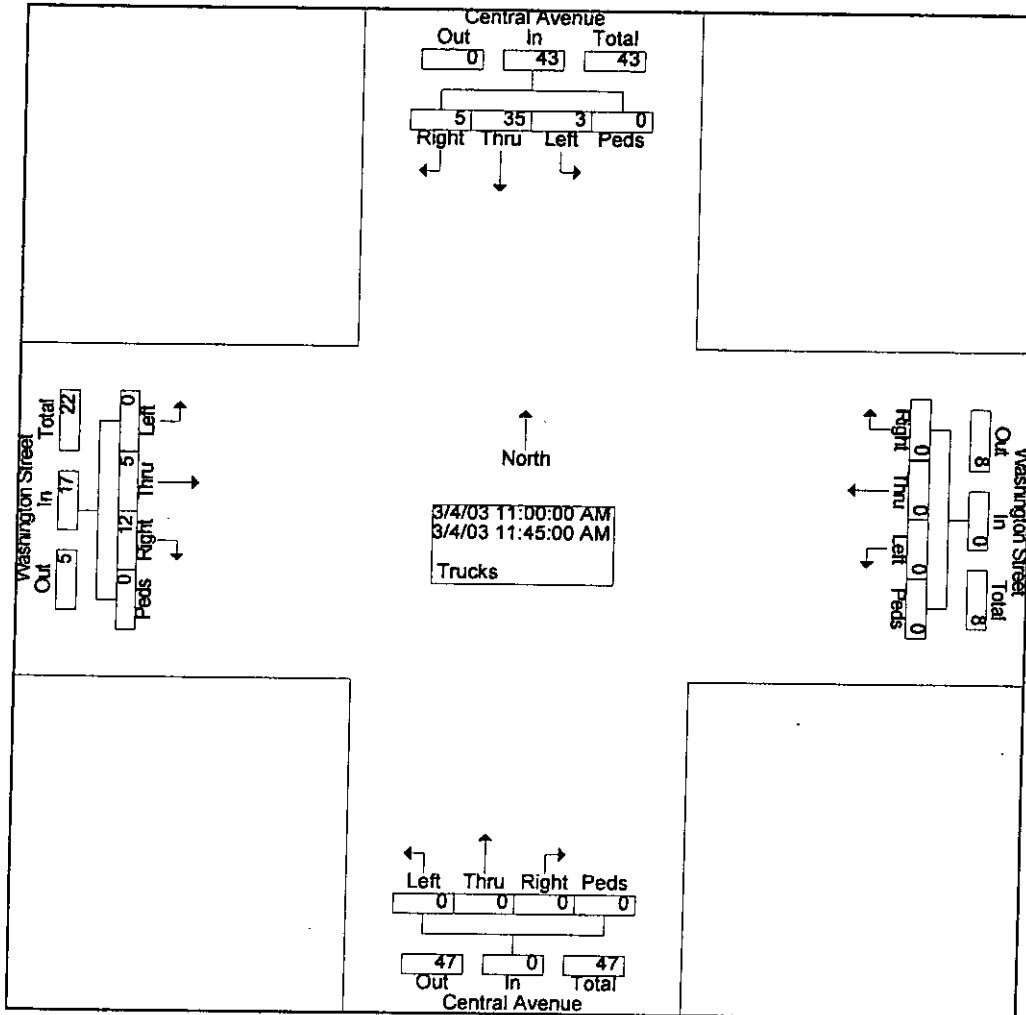 Central Avenue
Out In Total
0 43 43
5 35 3 0
Right Thru Left Peds
Washington Street
Total In Out
22 17 5
0 5 12 0
Left Thru Right Peds
North
3/4/03 11:00:00 AM
3/4/03 11:45:00 AM
Trucks
Right Thru Left Peds
0 0 0 0
8 0 8
Out In Total
Washington Street
Left Thru Right Peds
0 0 0 0
47 0 47
Out In Total
Central Avenue